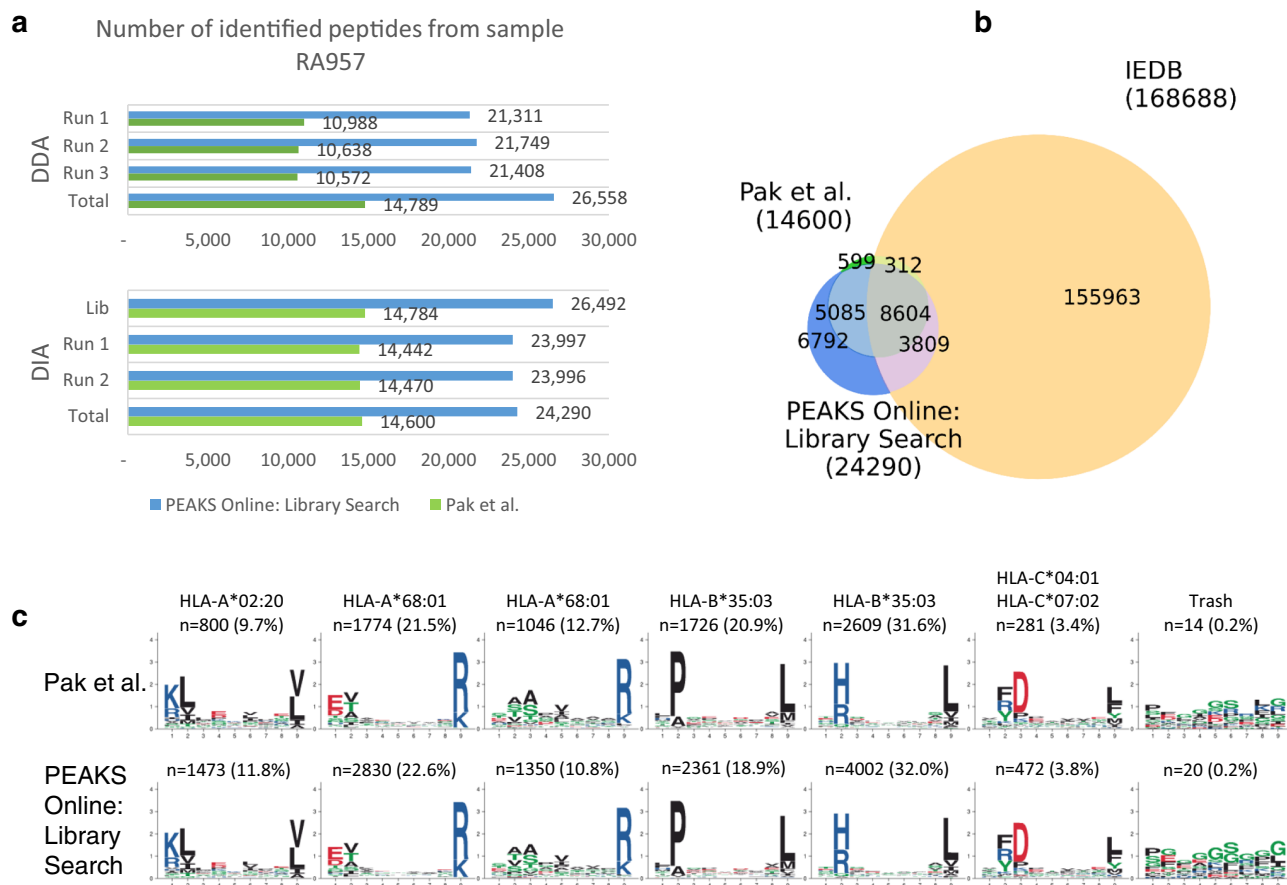 a
Number of identified peptides from sample
RA957
DDA
Run 1
21,311
10,988
Run 2
21,749
10,638
Run 3
21,408
10,572
Total
26,558
14,789
- 5,000 10,000 15,000 20,000 25,000 30,000
DIA
Lib
26,492
14,784
Run 1
23,997
14,442
Run 2
23,996
14,470
Total
24,290
14,600
- 5,000 10,000 15,000 20,000 25,000 30,000
PEAKS Online: Library Search Pak et al.
b
IEDB
(168688)
Pak et al.
(14600)
599 312
155963
5085 8604
6792 3809
PEAKS Online:
Library Search
(24290)
c
HLA-A*02:20
n=800 (9.7%)
HLA-A*68:01
n=1774 (21.5%)
HLA-A*68:01
n=1046 (12.7%)
HLA-B*35:03
n=1726 (20.9%)
HLA-B*35:03
n=2609 (31.6%)
HLA-C*04:01
HLA-C*07:02
n=281 (3.4%)
Trash
n=14 (0.2%)
Pak et al.
PEAKS
Online:
Library
Search
n=1473 (11.8%)
n=2830 (22.6%)
n=1350 (10.8%)
n=2361 (18.9%)
n=4002 (32.0%)
n=472 (3.8%)
n=20 (0.2%)